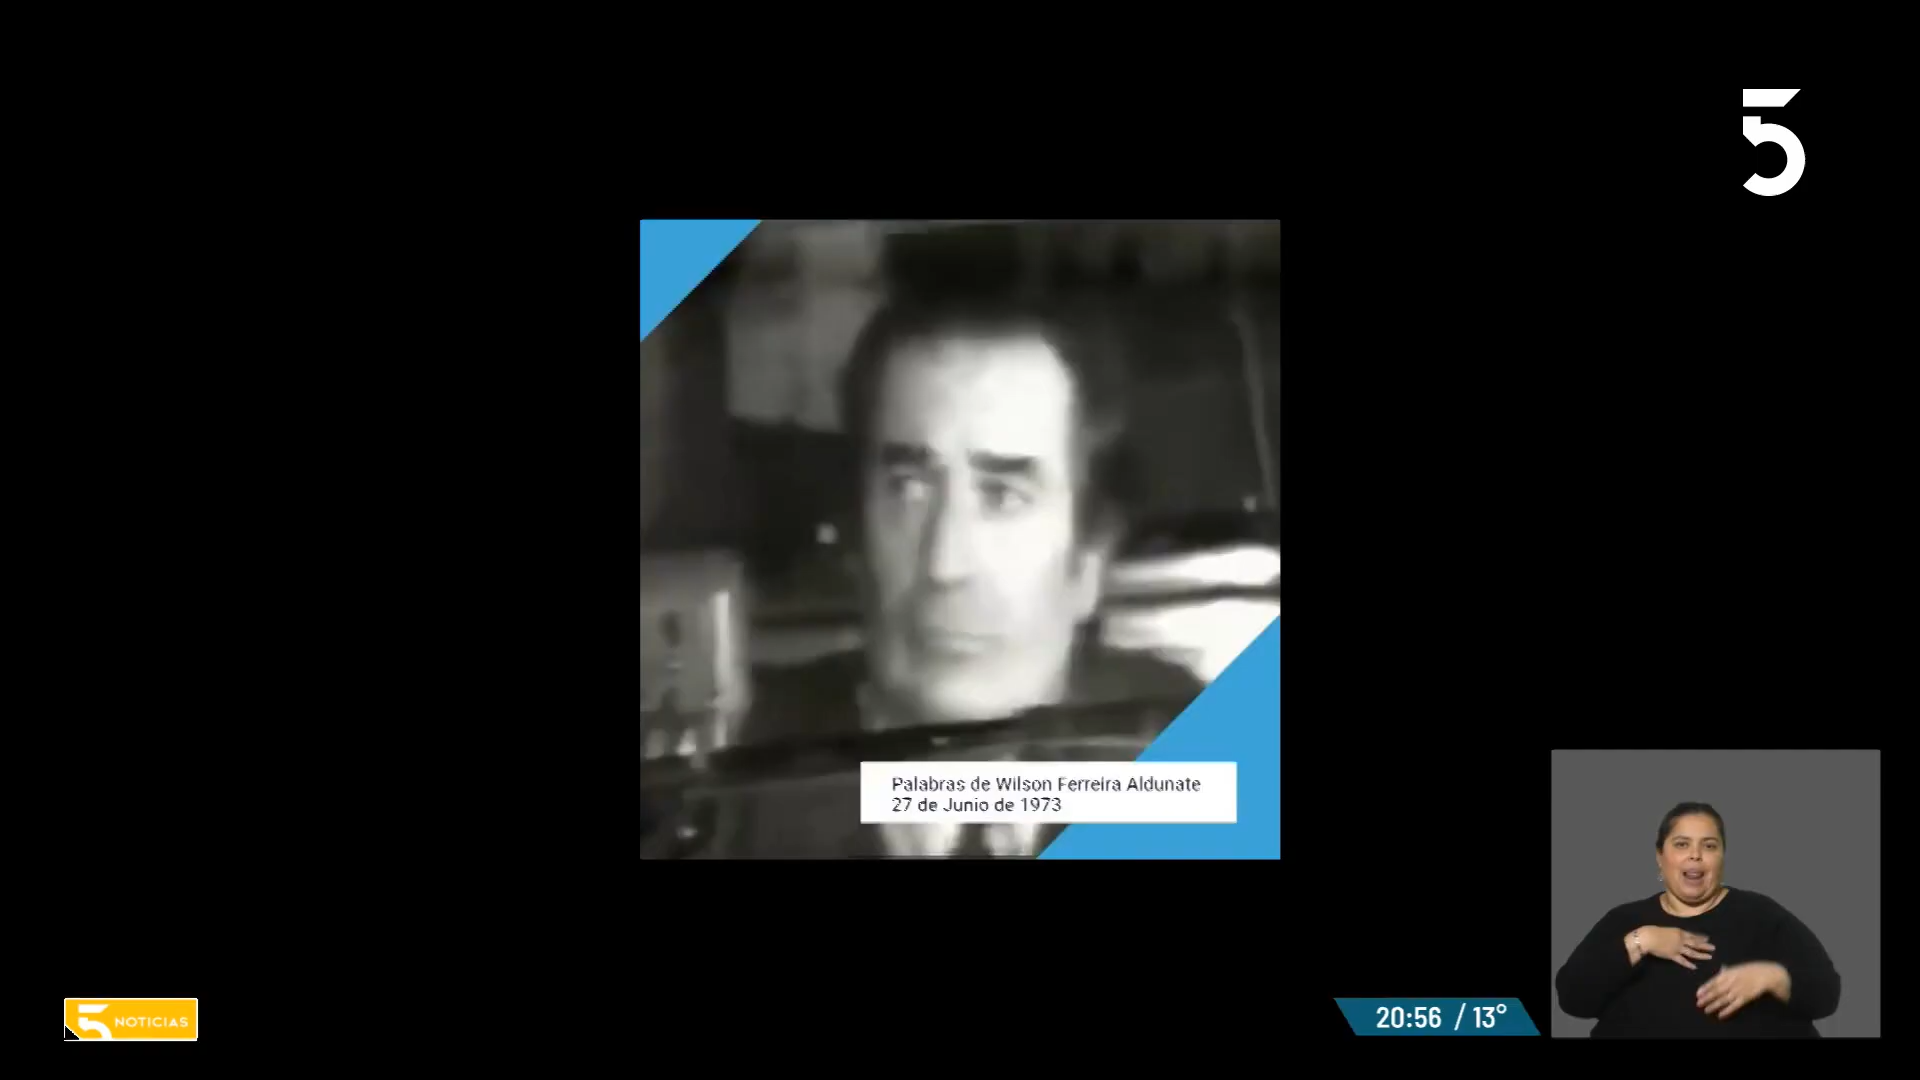 5
Palabras de Wilson Ferreira Aldunate
27 de Junio de 1973
5 NOTICIAS
20:56 / 13°